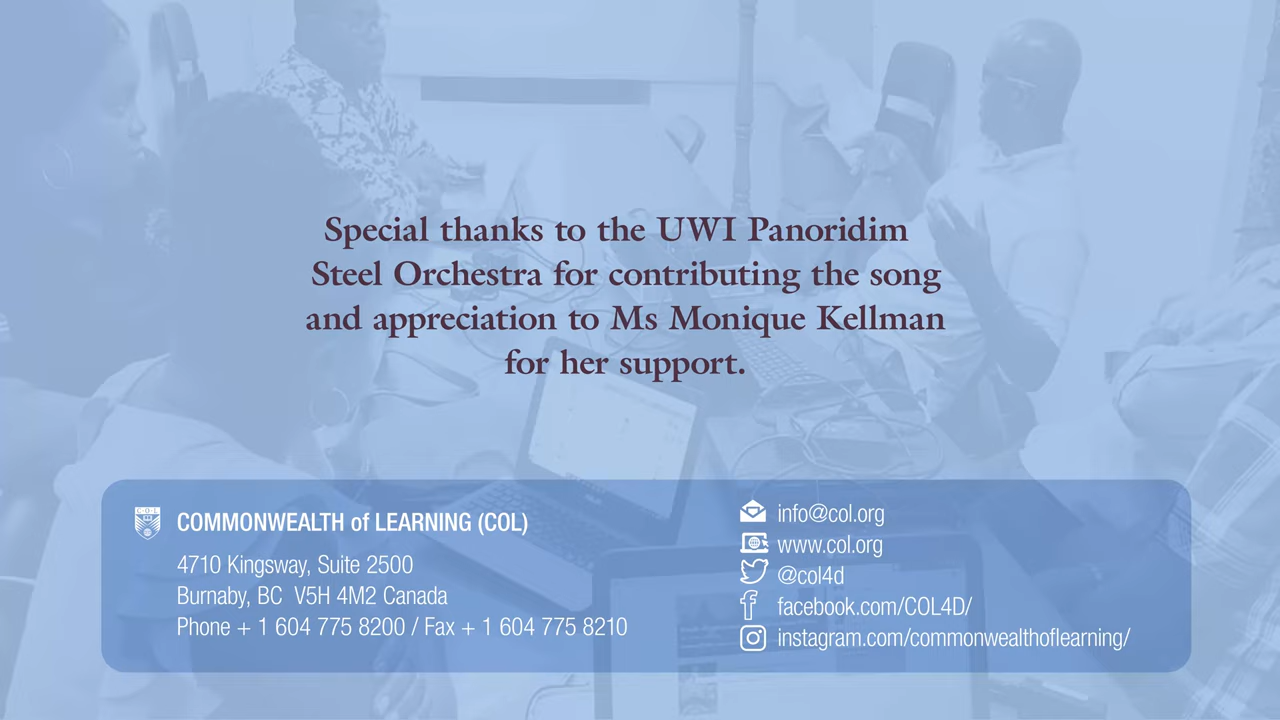 Special thanks to the UWI Panoridim
Steel Orchestra for contributing the song
and appreciation to Ms Monique Kellman
for her support.
C·O·L
COMMONWEALTH of LEARNING (COL)
4710 Kingsway, Suite 2500
Burnaby, BC  V5H 4M2 Canada
Phone + 1 604 775 8200 / Fax + 1 604 775 8210
info@col.org
www.col.org
@col4d
facebook.com/COL4D/
instagram.com/commonwealthoflearning/